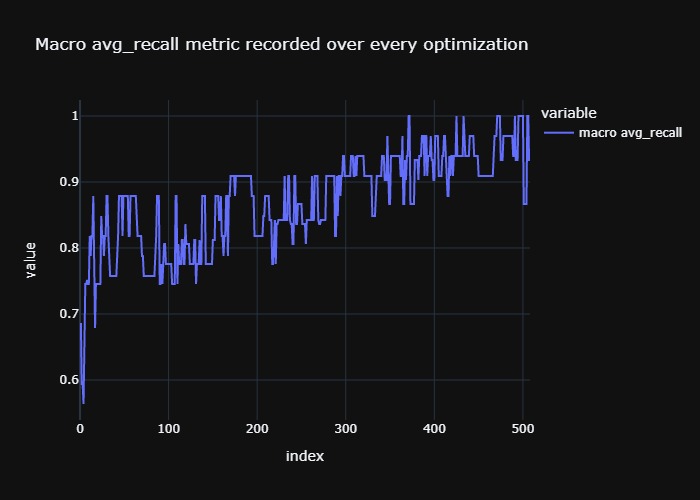 Macro avg_recall metric recorded over every optimization
variable
macro avg_recall
1
0.9
0.8
0.7
0.6
value
0
100
200
300
400
500
index